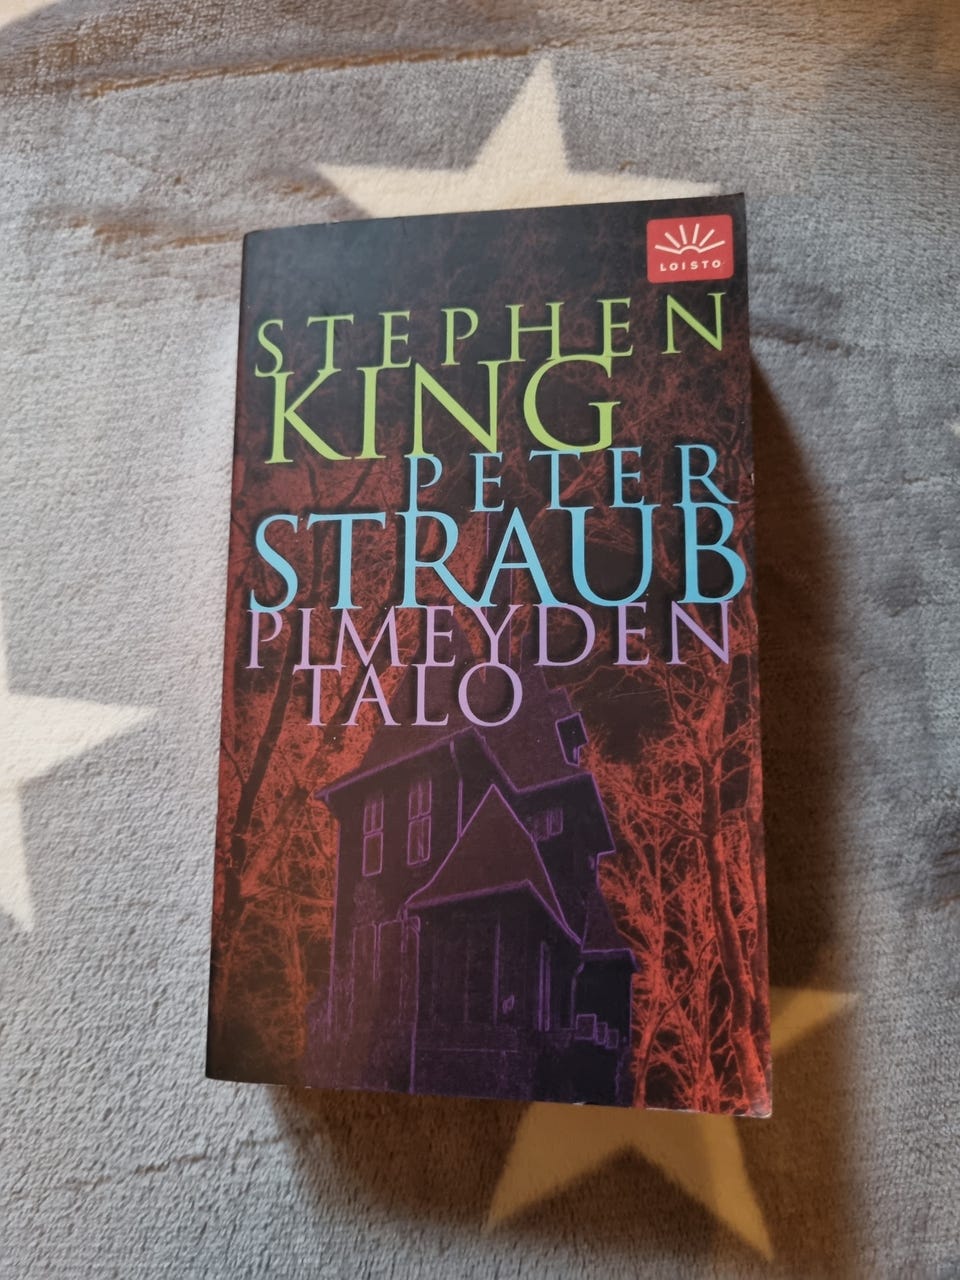 LOISTO
STEPHEN
KING
PETER
STRAUB
PIMEYDEN
TALO